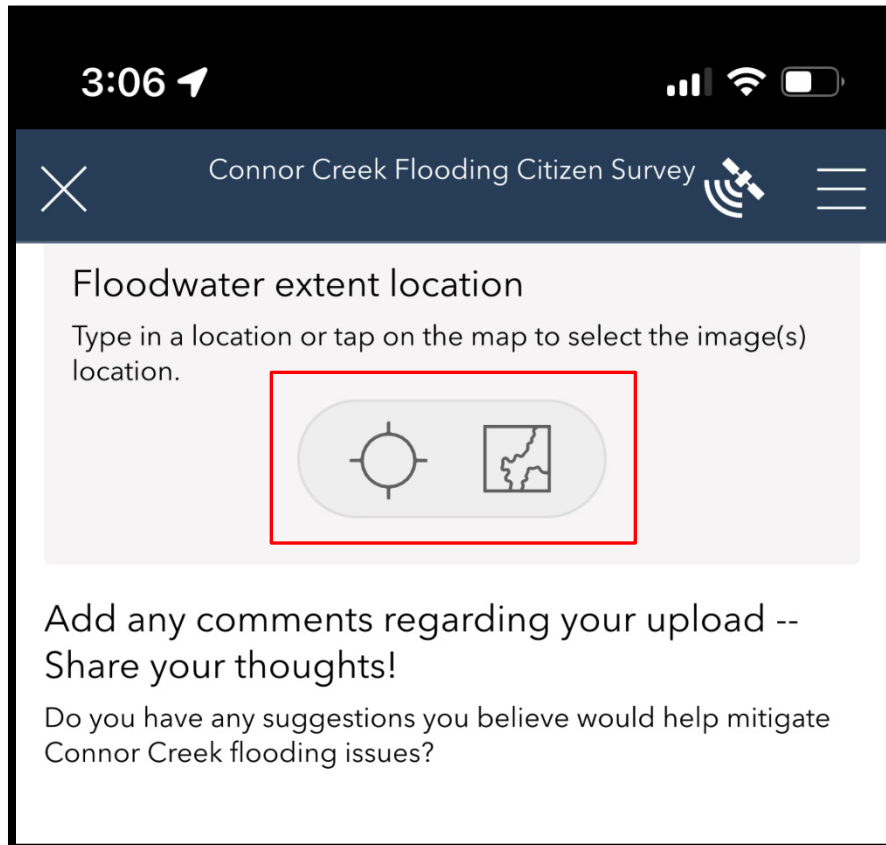 3:06
Connor Creek Flooding Citizen Survey
Floodwater extent location
Type in a location or tap on the map to select the image(s)
location.
Add any comments regarding your upload --
Share your thoughts!
Do you have any suggestions you believe would help mitigate
Connor Creek flooding issues?